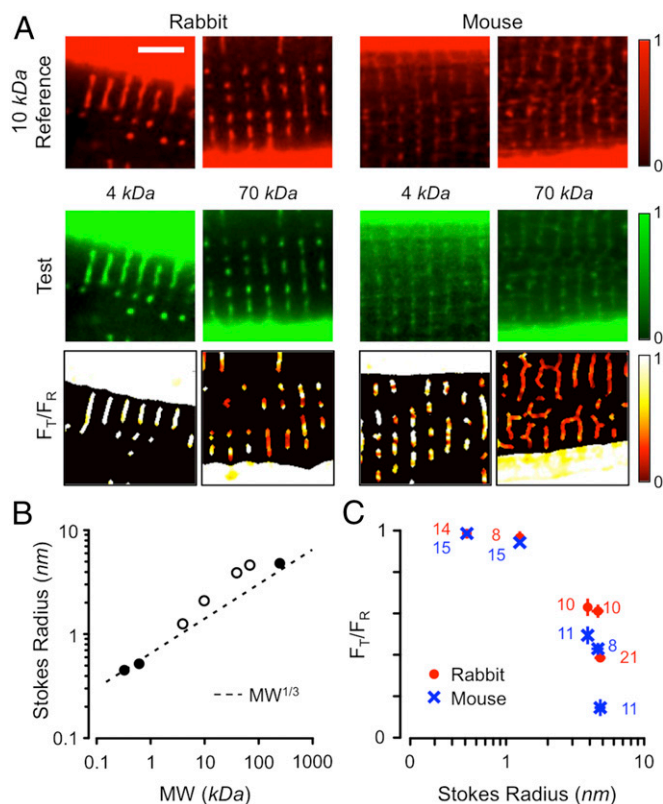 A
Rabbit
Mouse
10 kDa
Reference
1
0
4 kDa
70 kDa
4 kDa
70 kDa
Test
1
0
F_T/F_R
1
0
B
Stokes Radius (nm)
10
1
0.1
0.1
1
10
100
1000
MW (kDa)
MW^1/3
C
F_T/F_R
1
0
0
1
10
Stokes Radius (nm)
14
15
8
15
10
10
11
8
21
11
Rabbit
Mouse